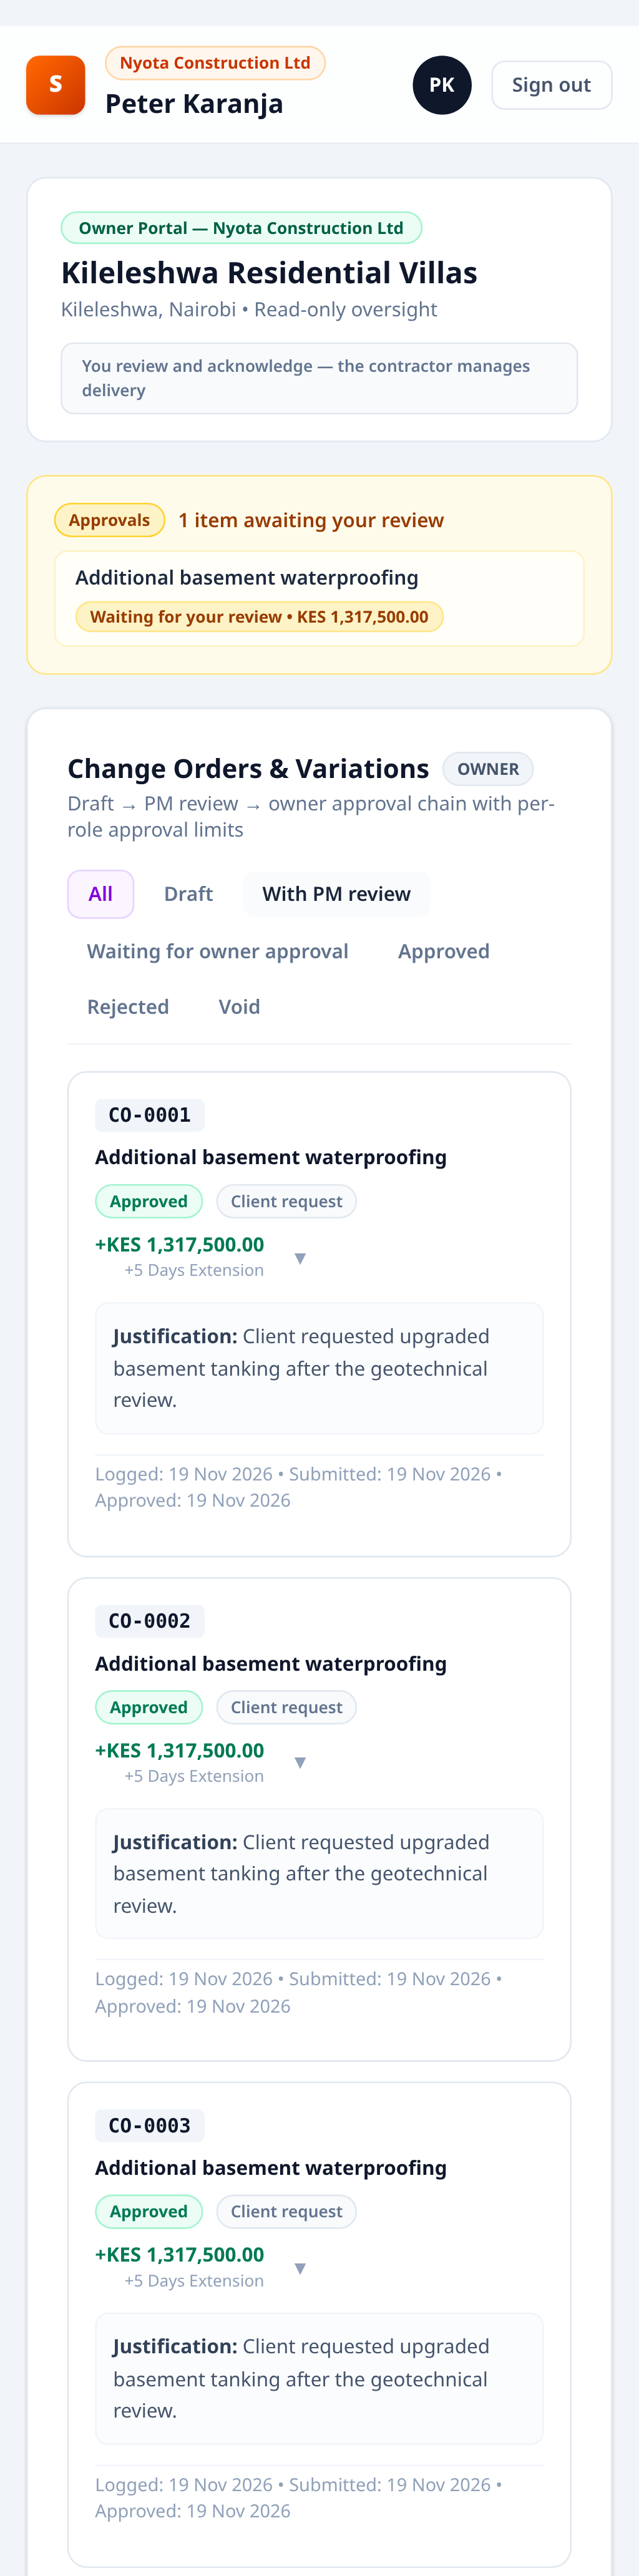 S
Nyota Construction Ltd
Peter Karanja
PK
Sign out
Owner Portal — Nyota Construction Ltd
Kileleshwa Residential Villas
Kileleshwa, Nairobi • Read-only oversight
You review and acknowledge — the contractor manages
delivery
Approvals 1 item awaiting your review
Additional basement waterproofing
Waiting for your review • KES 1,317,500.00
Change Orders & Variations OWNER
Draft → PM review → owner approval chain with per-
role approval limits
All Draft With PM review
Waiting for owner approval Approved
Rejected Void
CO-0001
Additional basement waterproofing
Approved Client request
+KES 1,317,500.00 ▼
+5 Days Extension
Justification: Client requested upgraded
basement tanking after the geotechnical
review.
Logged: 19 Nov 2026 • Submitted: 19 Nov 2026 •
Approved: 19 Nov 2026
CO-0002
Additional basement waterproofing
Approved Client request
+KES 1,317,500.00 ▼
+5 Days Extension
Justification: Client requested upgraded
basement tanking after the geotechnical
review.
Logged: 19 Nov 2026 • Submitted: 19 Nov 2026 •
Approved: 19 Nov 2026
CO-0003
Additional basement waterproofing
Approved Client request
+KES 1,317,500.00 ▼
+5 Days Extension
Justification: Client requested upgraded
basement tanking after the geotechnical
review.
Logged: 19 Nov 2026 • Submitted: 19 Nov 2026 •
Approved: 19 Nov 2026